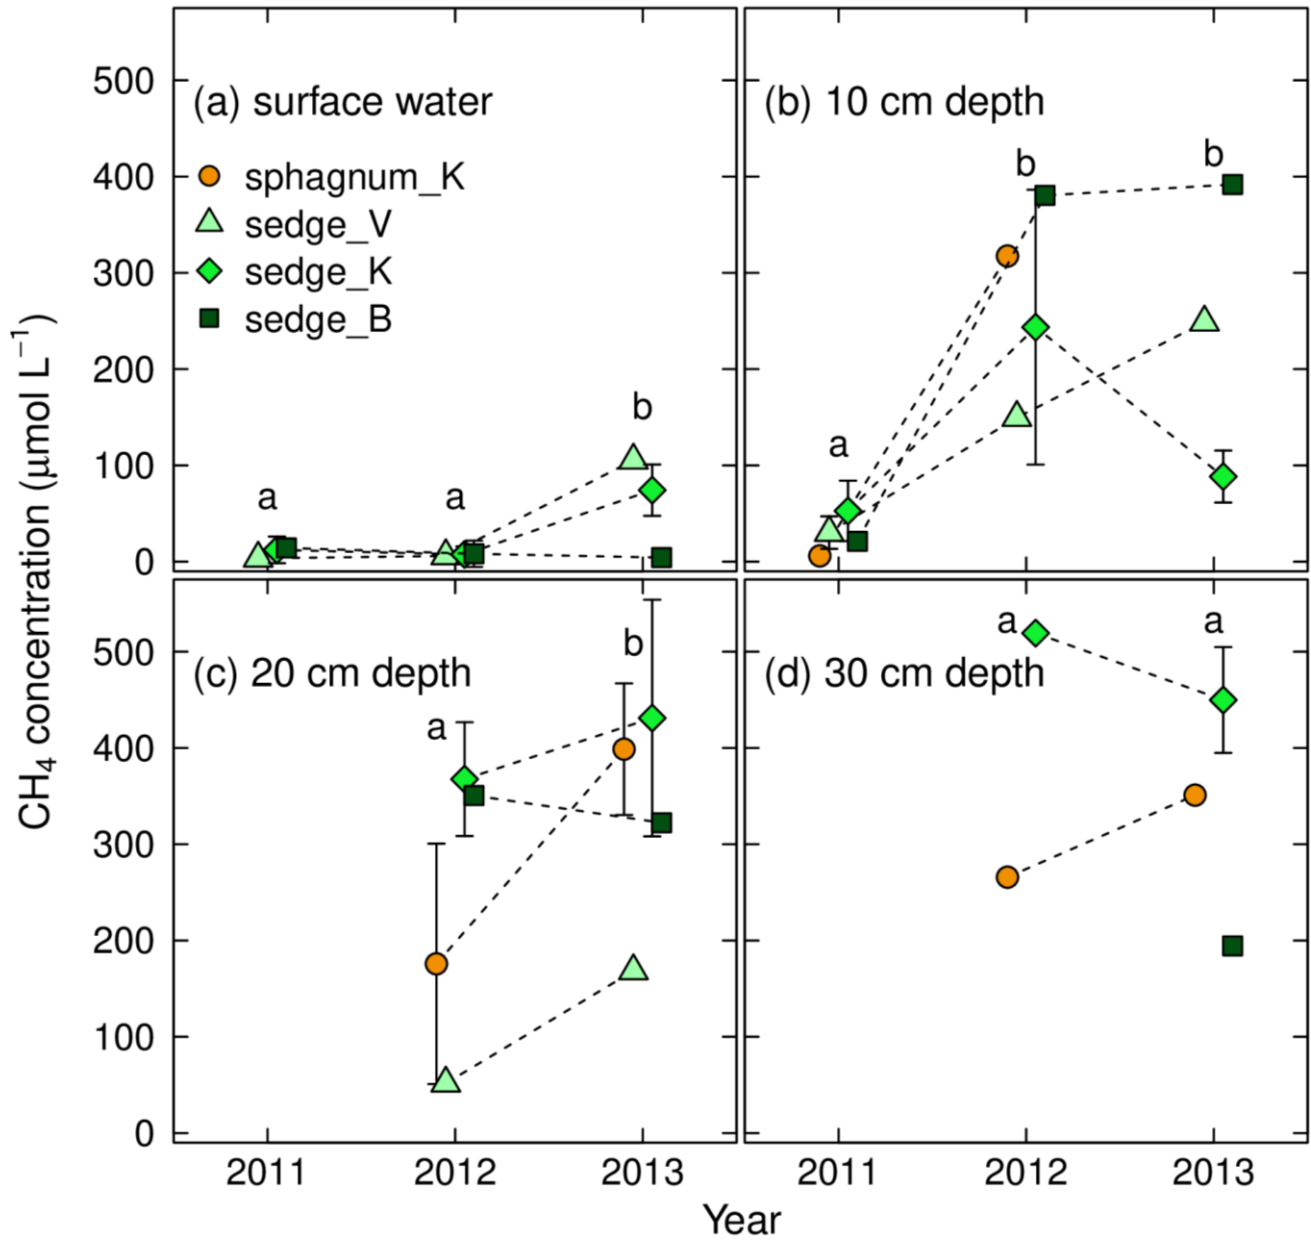 CH4 concentration (μmol L−1)
500
400
300
200
100
0
(a) surface water
sphagnum_K
sedge_V
sedge_K
sedge_B
a
a
b
(b) 10 cm depth
a
b
b
500
400
300
200
100
0
(c) 20 cm depth
a
b
(d) 30 cm depth
a
a
2011
2012
2013
2011
2012
2013
Year